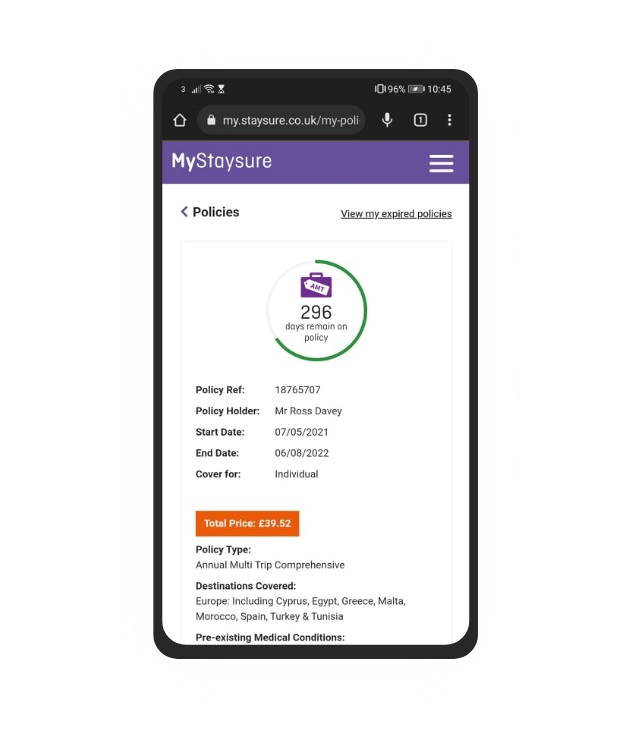 3 96% 10:45
my.staysure.co.uk/my-poli 1
MyStaysure
Policies View my expired policies
AMT
296
days remain on
policy
Policy Ref: 18765707
Policy Holder: Mr Ross Davey
Start Date: 07/05/2021
End Date: 06/08/2022
Cover for: Individual
Total Price: £39.52
Policy Type:
Annual Multi Trip Comprehensive
Destinations Covered:
Europe: Including Cyprus, Egypt, Greece, Malta,
Morocco, Spain, Turkey & Tunisia
Pre-existing Medical Conditions: